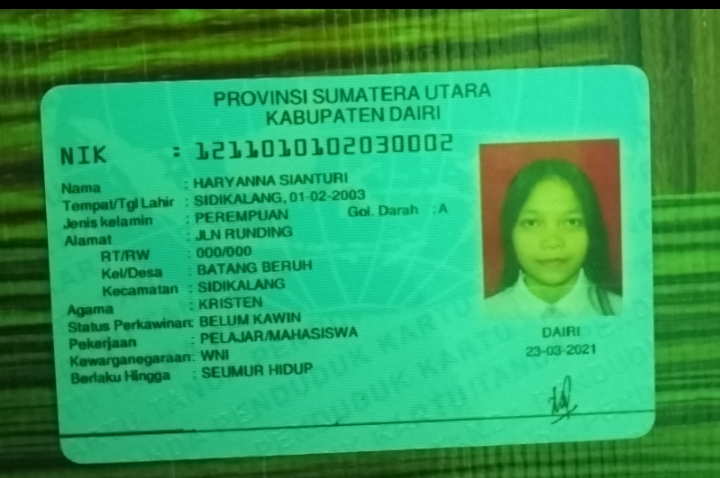 PROVINSI SUMATERA UTARA
KABUPATEN DAIRI
NIK : 1211010102030002
Nama : HARYANNA SIANTURI
Tempat/Tgl Lahir : SIDIKALANG, 01-02-2003
Jenis kelamin : PEREMPUAN Gol. Darah : A
Alamat : JLN RUNDING
RT/RW : 000/000
Kel/Desa : BATANG BERUH
Kecamatan : SIDIKALANG
Agama : KRISTEN
Status Perkawinan: BELUM KAWIN
Pekerjaan : PELAJAR/MAHASISWA
Kewarganegaraan: WNI
Berlaku Hingga : SEUMUR HIDUP
DAIRI
23-03-2021